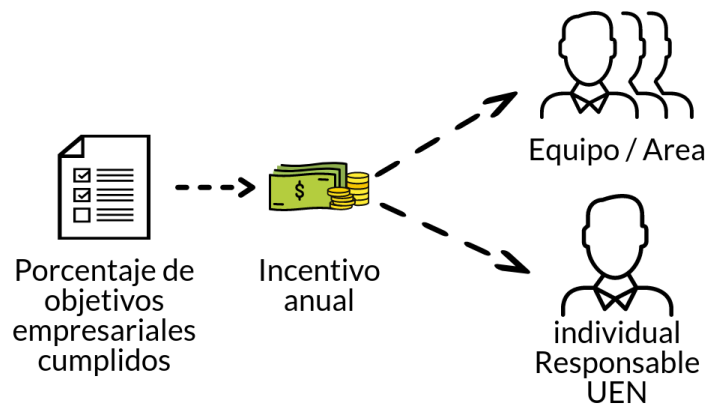 Porcentaje de
objetivos
empresariales
cumplidos
$
Incentivo
anual
Equipo / Area
individual
Responsable
UEN